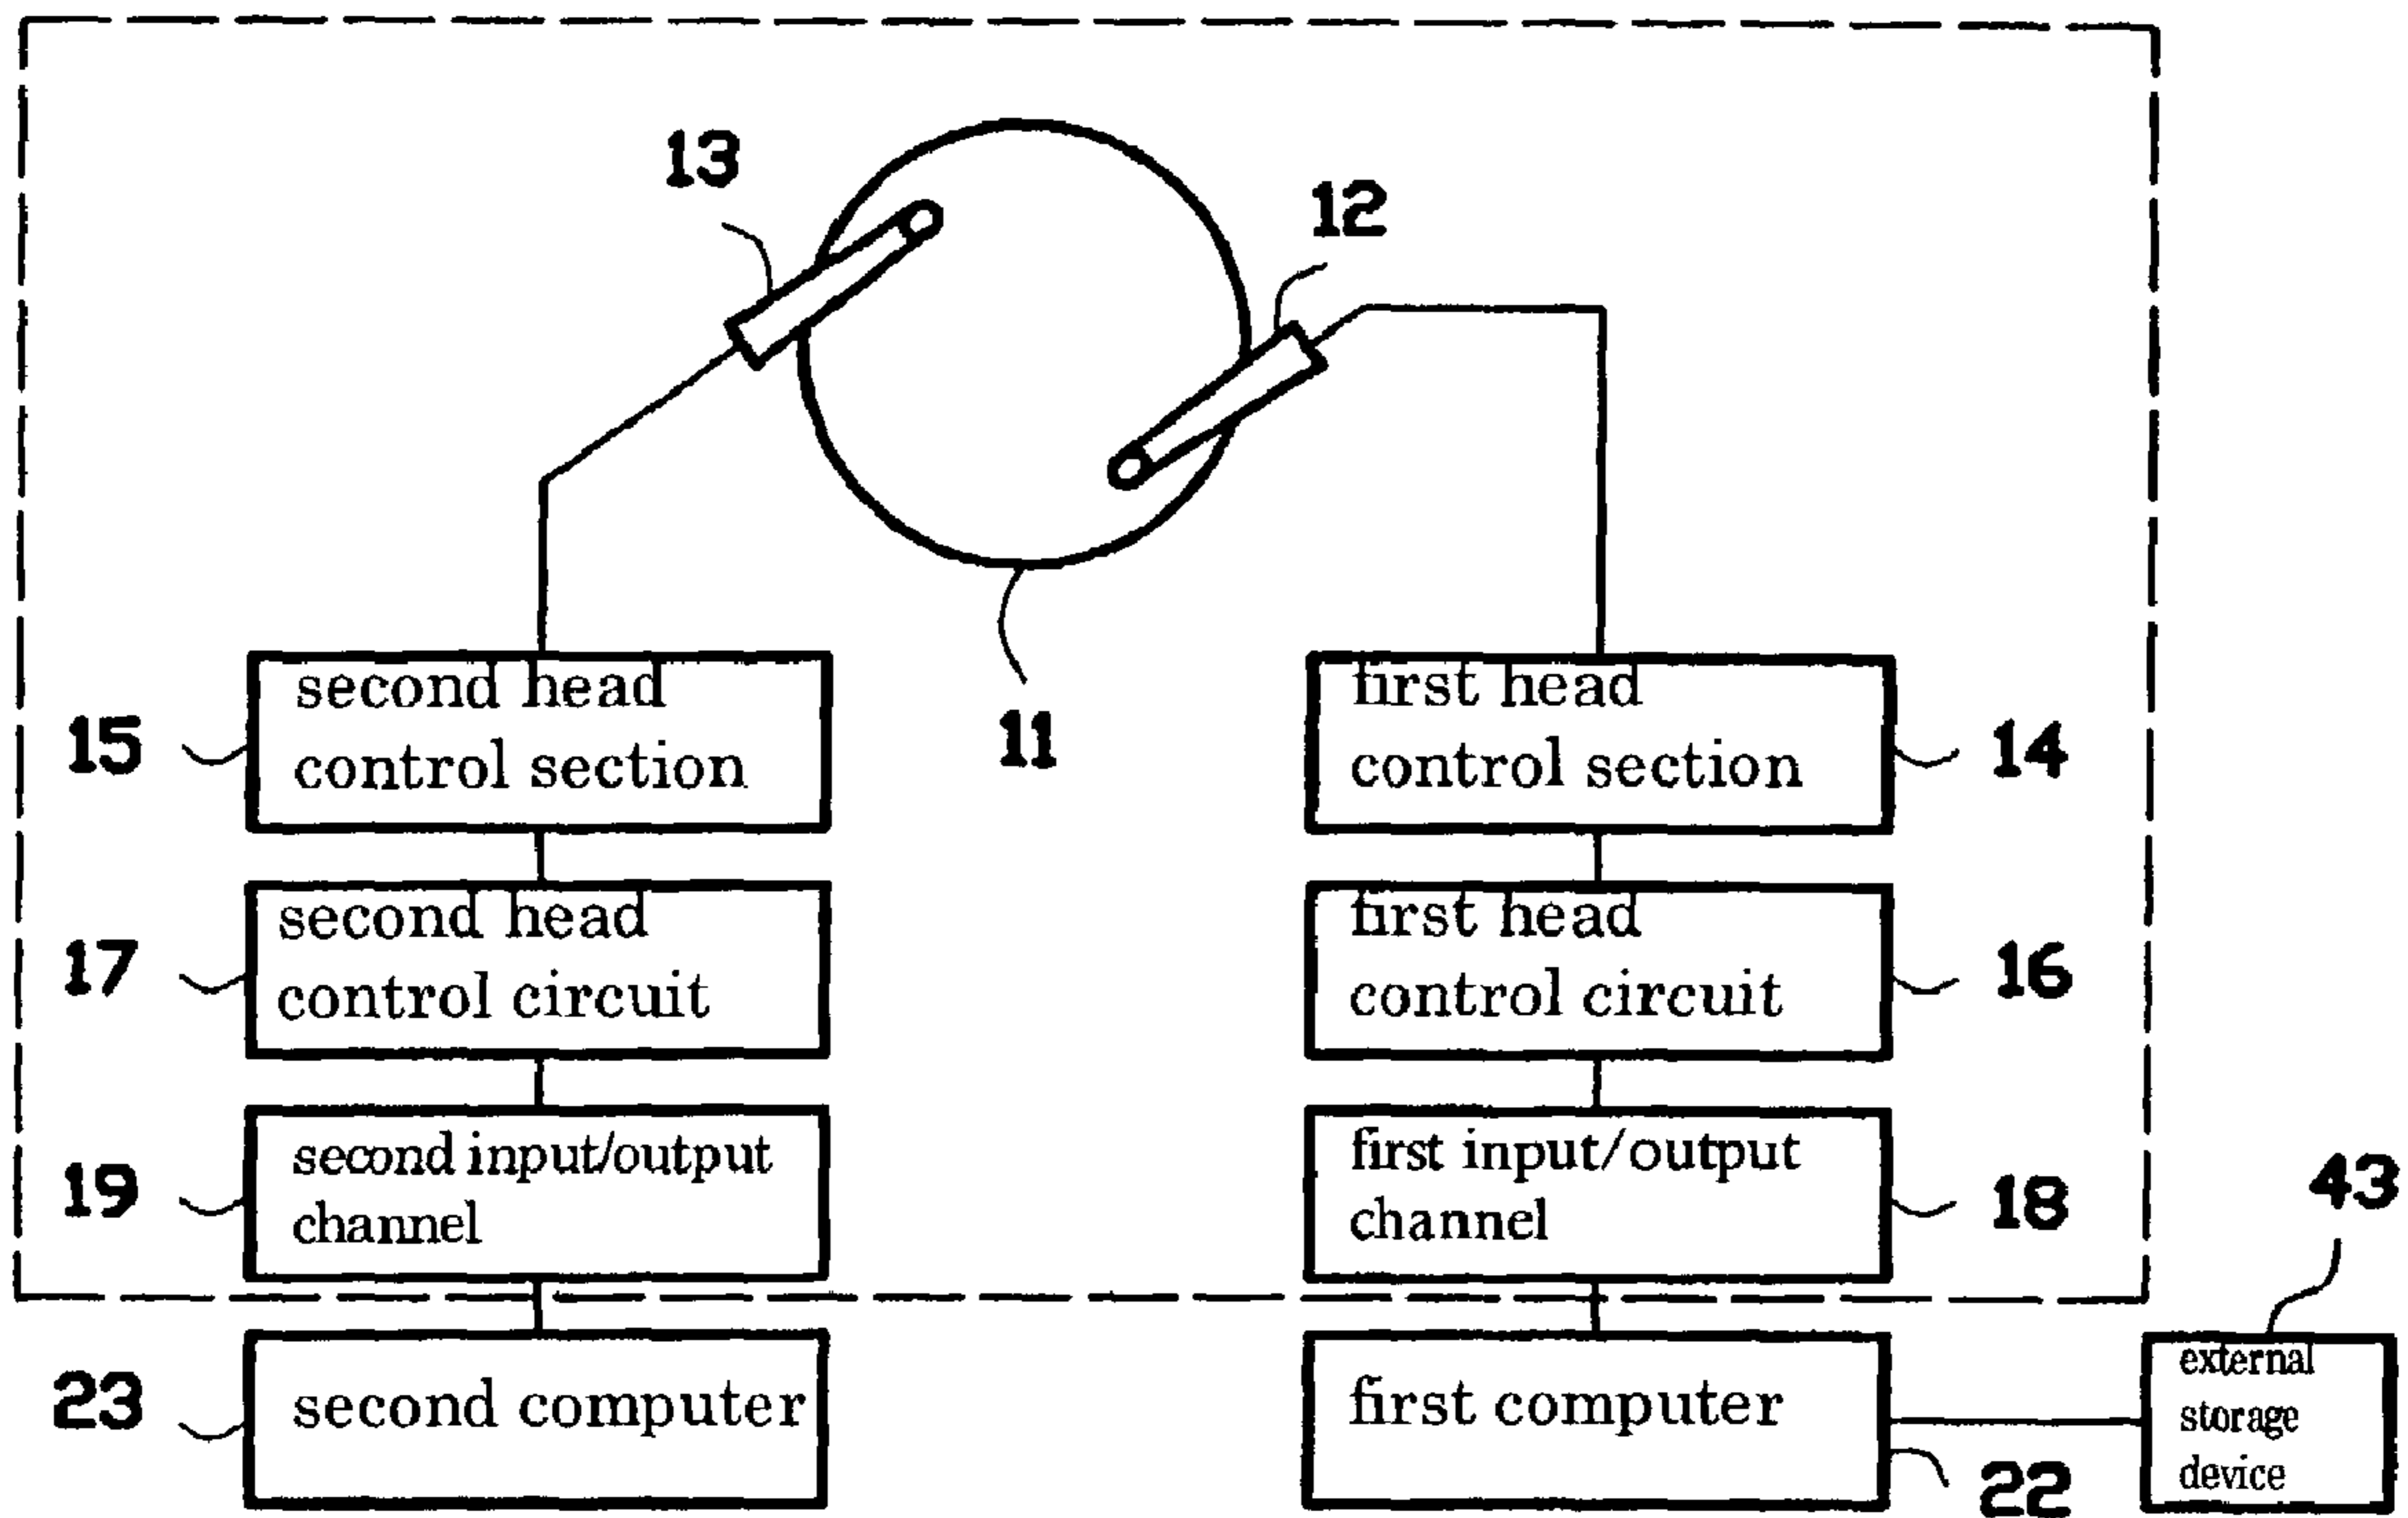 13
12
11
second head
control section
15
first head
control section
14
second head
control circuit
17
first head
control circuit
16
second input/output
channel
19
first input/output
channel
18
43
second computer
23
first computer
22
external
storage
device